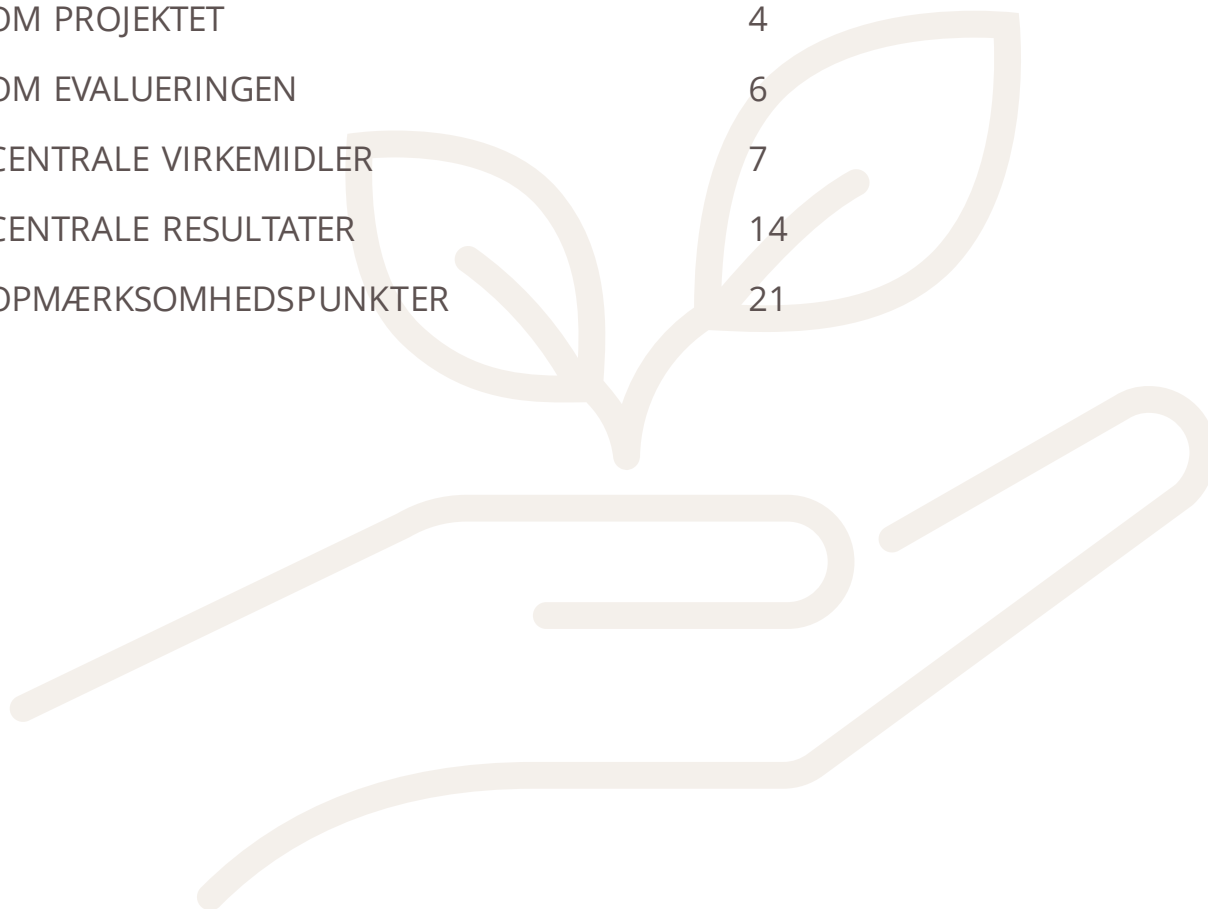 OM PROJEKTET 4
OM EVALUERINGEN 6
CENTRALE VIRKEMIDLER 7
CENTRALE RESULTATER 14
OPMÆRKSOMHEDSPUNKTER 21